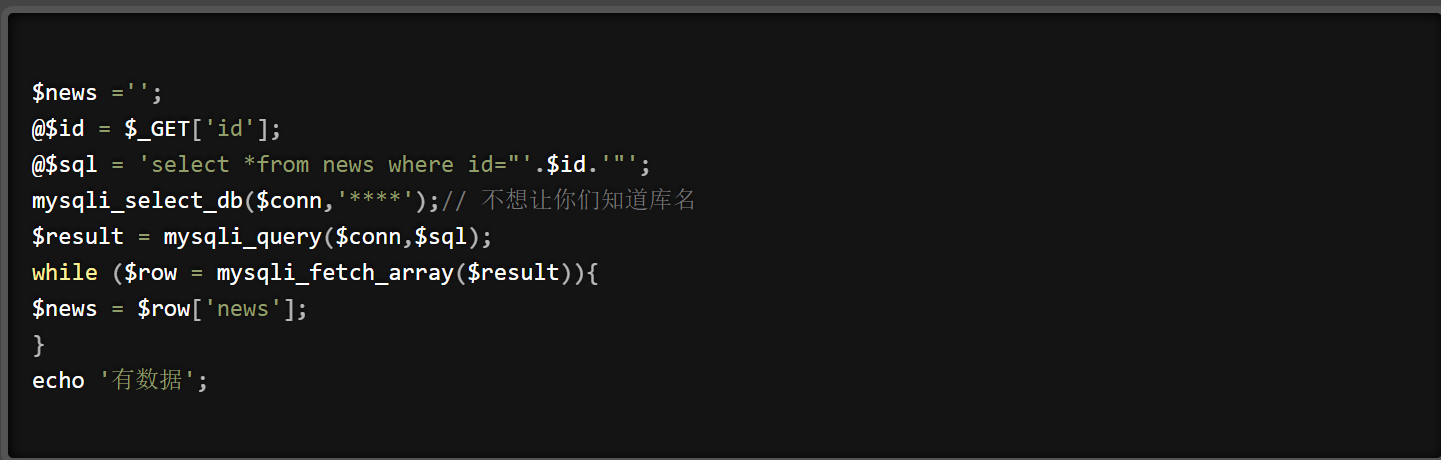 $news ='';
@$id = $_GET['id'];
@$sql = 'select *from news where id="'.$id.'"';
mysqli_select_db($conn,'****');// 不想让你们知道库名
$result = mysqli_query($conn,$sql);
while ($row = mysqli_fetch_array($result)){
$news = $row['news'];
}
echo '有数据';